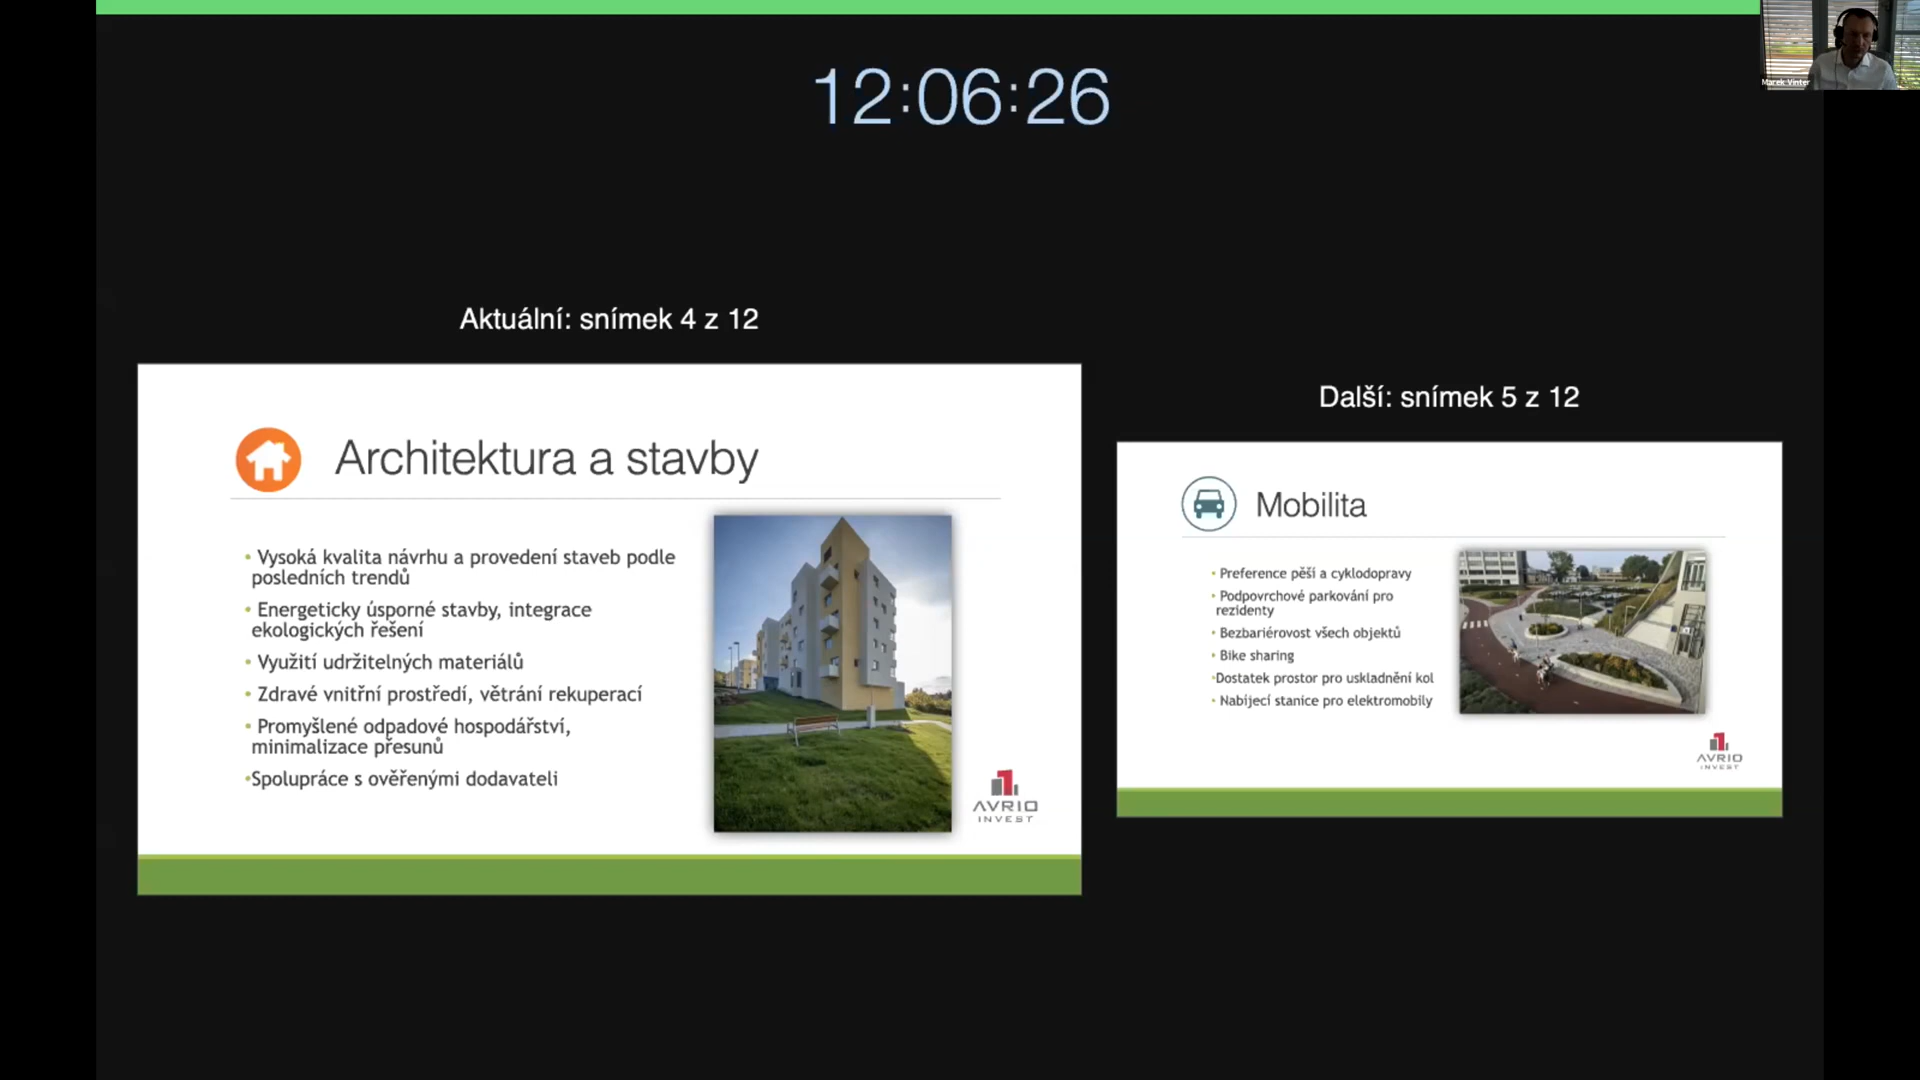 12:06:26
Marek Vinter
Aktuální: snímek 4 z 12
Architektura a stavby
• Vysoká kvalita návrhu a provedení staveb podle
posledních trendů
• Energeticky úsporné stavby, integrace
ekologických řešení
• Využití udržitelných materiálů
• Zdravé vnitřní prostředí, větrání rekuperací
• Promyšlené odpadové hospodářství,
minimalizace přesunů
•Spolupráce s ověřenými dodavateli
AVRIO
INVEST
Další: snímek 5 z 12
Mobilita
• Preference pěší a cyklodopravy
• Podpovrchové parkování pro
rezidenty
• Bezbariérovost všech objektů
• Bike sharing
•Dostatek prostor pro uskladnění kol
• Nabíjecí stanice pro elektromobily
AVRIO
INVEST